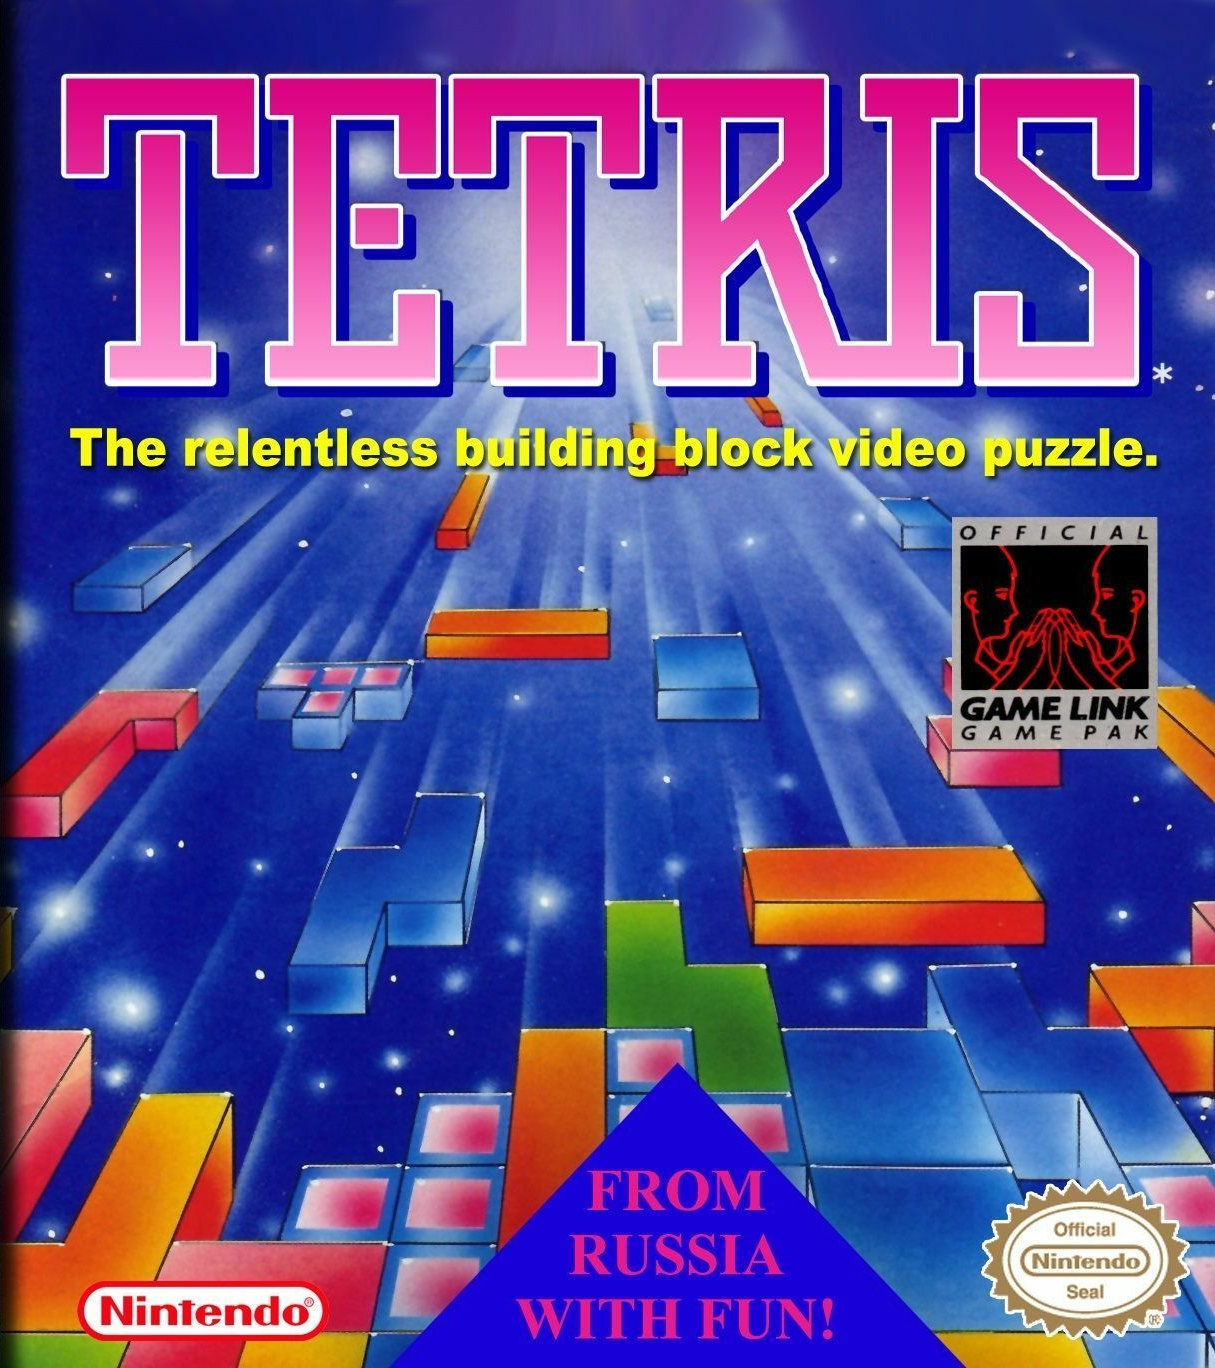 TETRIS*
The relentless building block video puzzle.
OFFICIAL
GAME LINK
GAME PAK
FROM
RUSSIA
WITH FUN!
Nintendo®
Official
Nintendo
Seal
®